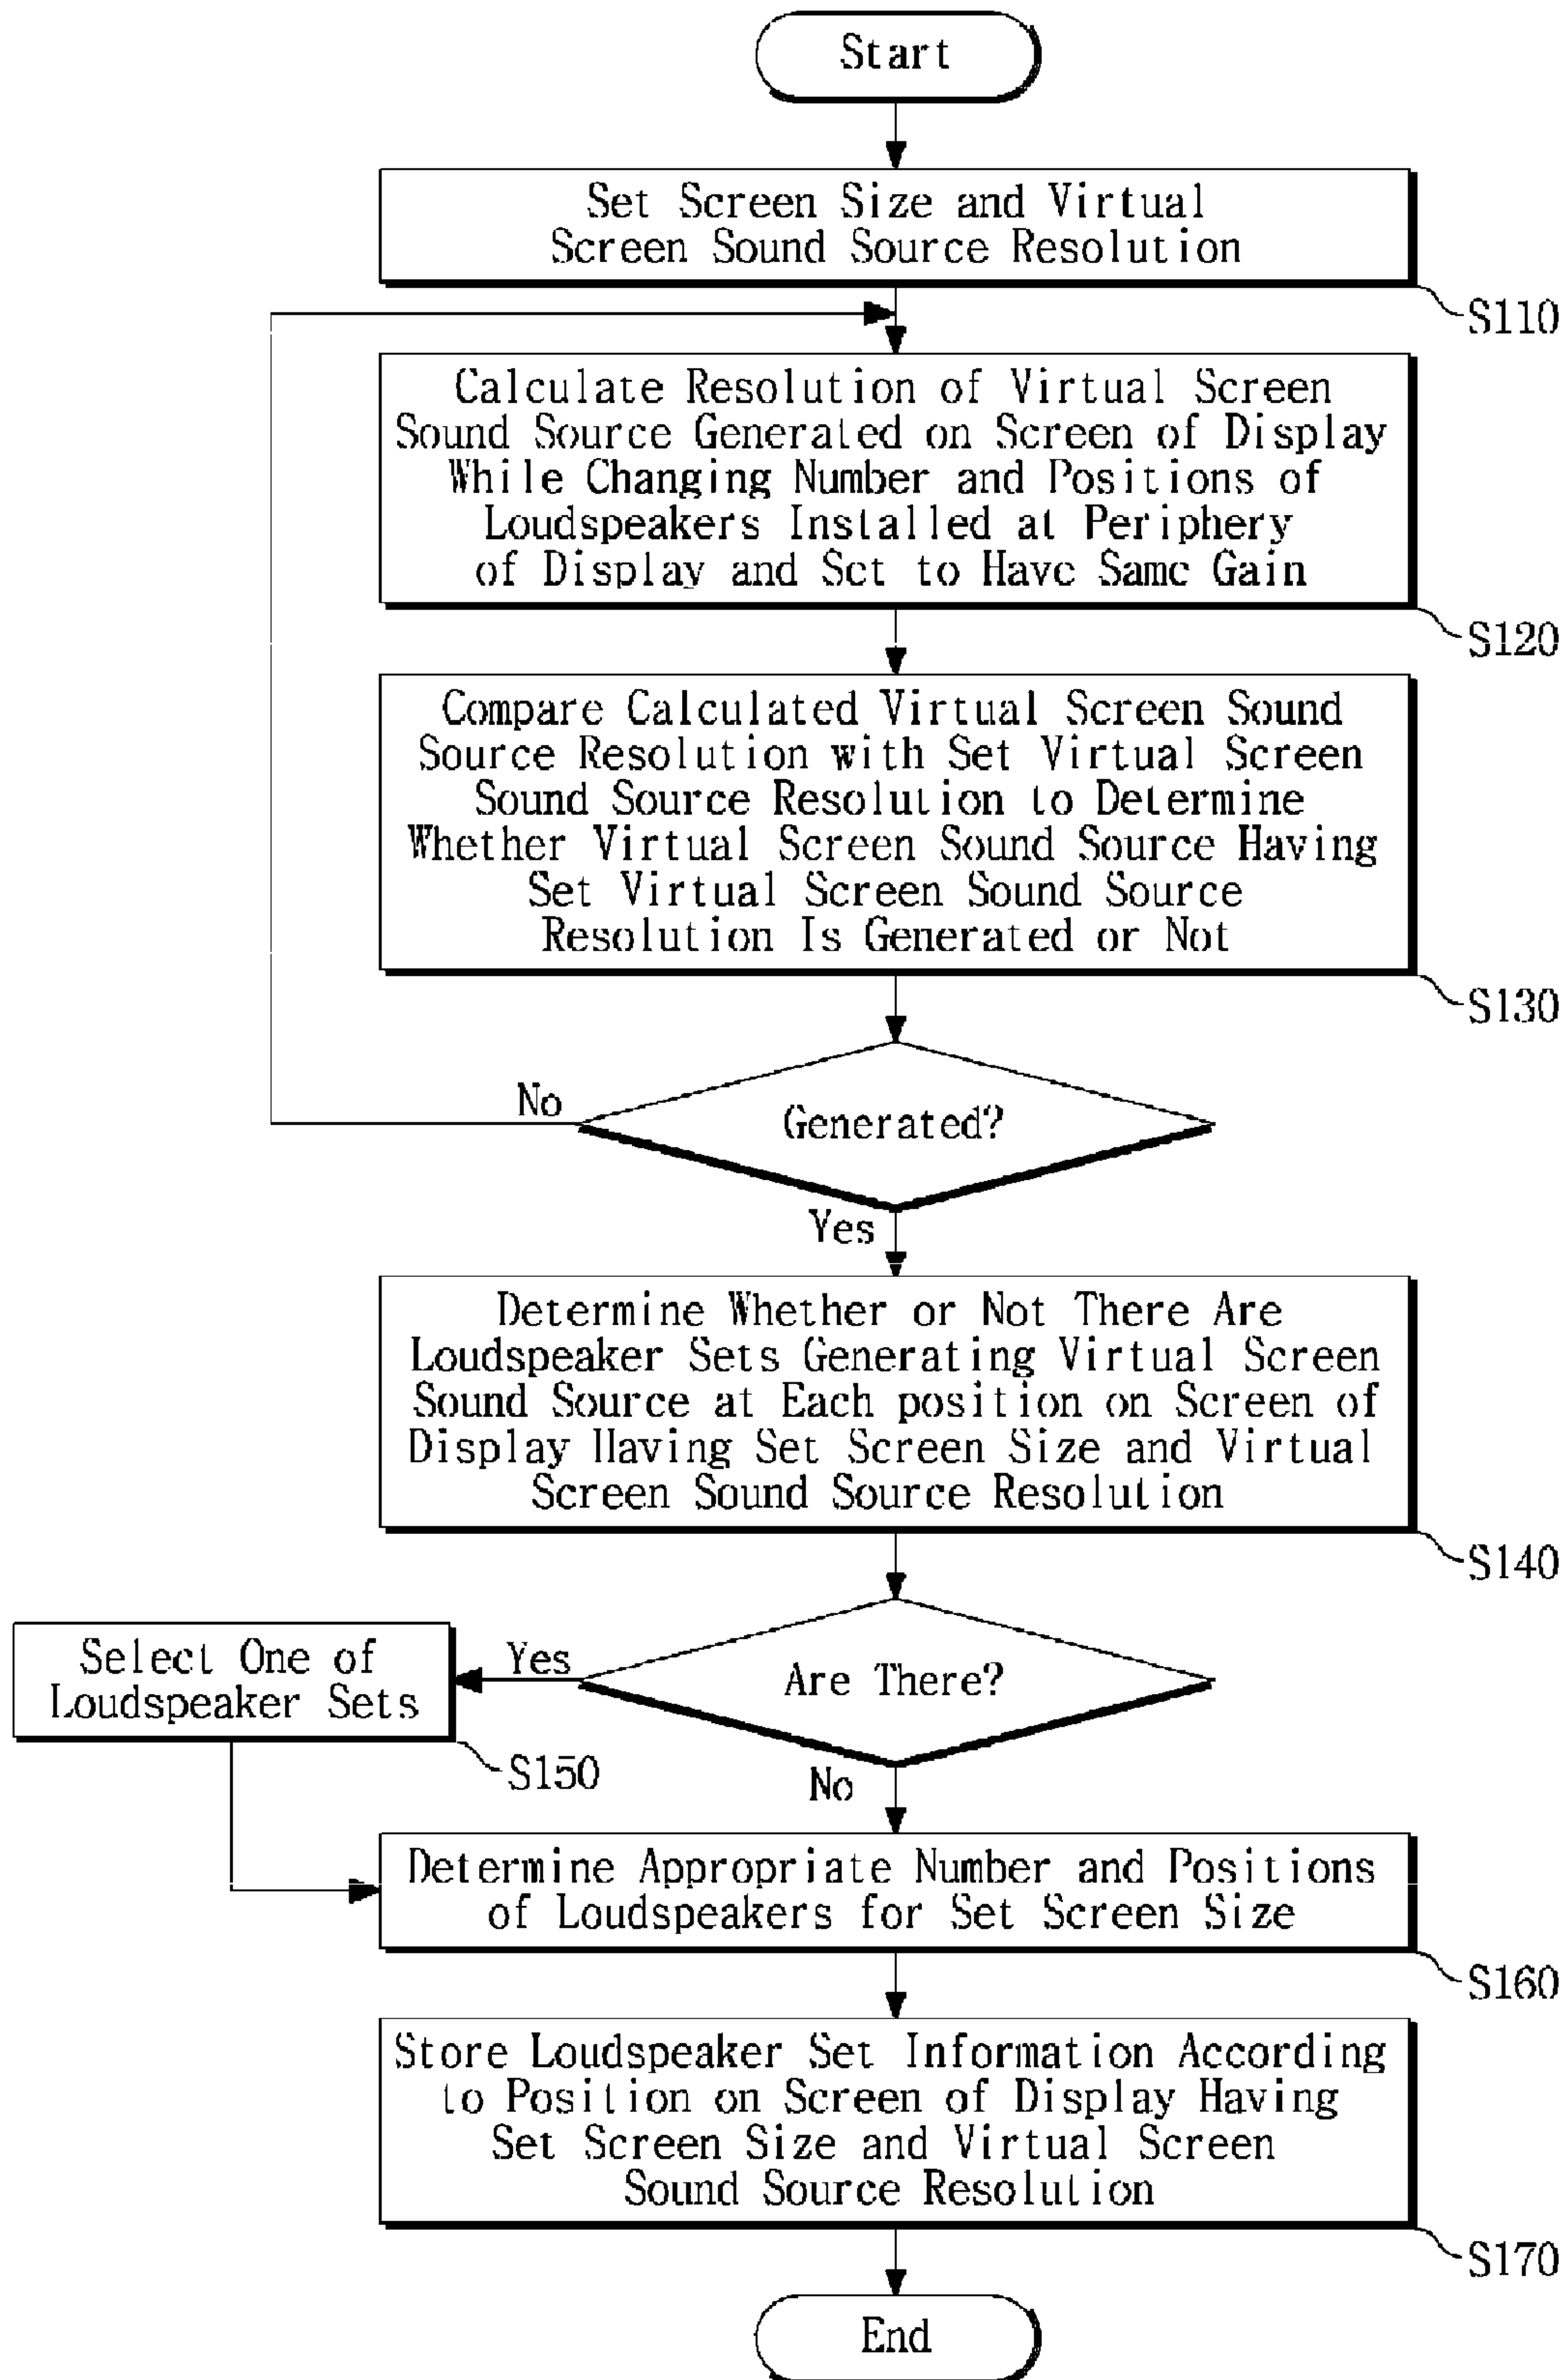 Start
Set Screen Size and Virtual
Screen Sound Source Resolution
S110
Calculate Resolution of Virtual Screen
Sound Source Generated on Screen of Display
While Changing Number and Positions of
Loudspeakers Installed at Periphery
of Display and Set to Have Same Gain
S120
Compare Calculated Virtual Screen Sound
Source Resolution with Set Virtual Screen
Sound Source Resolution to Determine
Whether Virtual Screen Sound Source Having
Set Virtual Screen Sound Source
Resolution Is Generated or Not
S130
No
Generated?
Yes
Determine Whether or Not There Are
Loudspeaker Sets Generating Virtual Screen
Sound Source at Each position on Screen of
Display Having Set Screen Size and Virtual
Screen Sound Source Resolution
S140
Select One of
Loudspeaker Sets
S150
Yes
Are There?
No
Determine Appropriate Number and Positions
of Loudspeakers for Set Screen Size
S160
Store Loudspeaker Set Information According
to Position on Screen of Display Having
Set Screen Size and Virtual Screen
Sound Source Resolution
S170
End